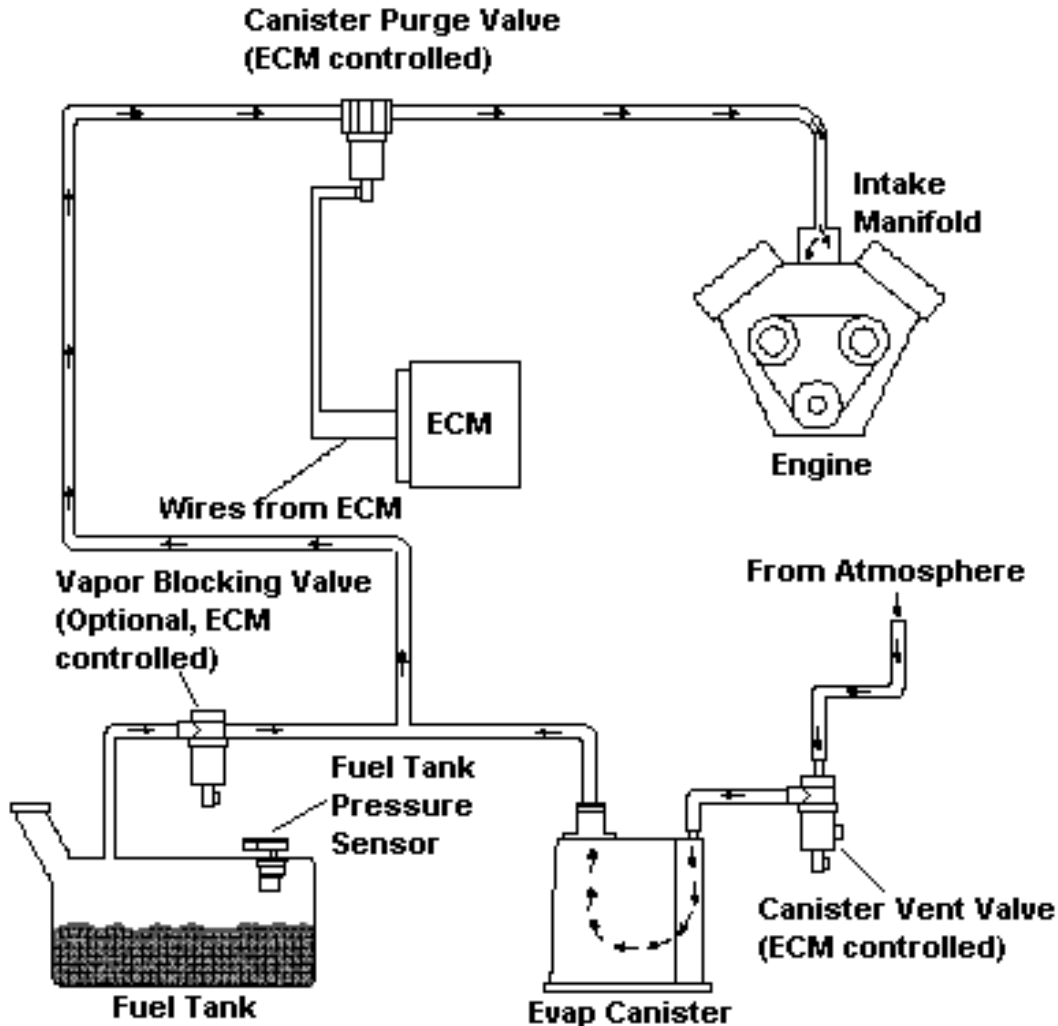 Canister Purge Valve
(ECM controlled)
Intake
Manifold
ECM
Engine
Wires from ECM
Vapor Blocking Valve
(Optional, ECM
controlled)
From Atmosphere
Fuel Tank
Pressure
Sensor
Canister Vent Valve
(ECM controlled)
Fuel Tank
Evap Canister